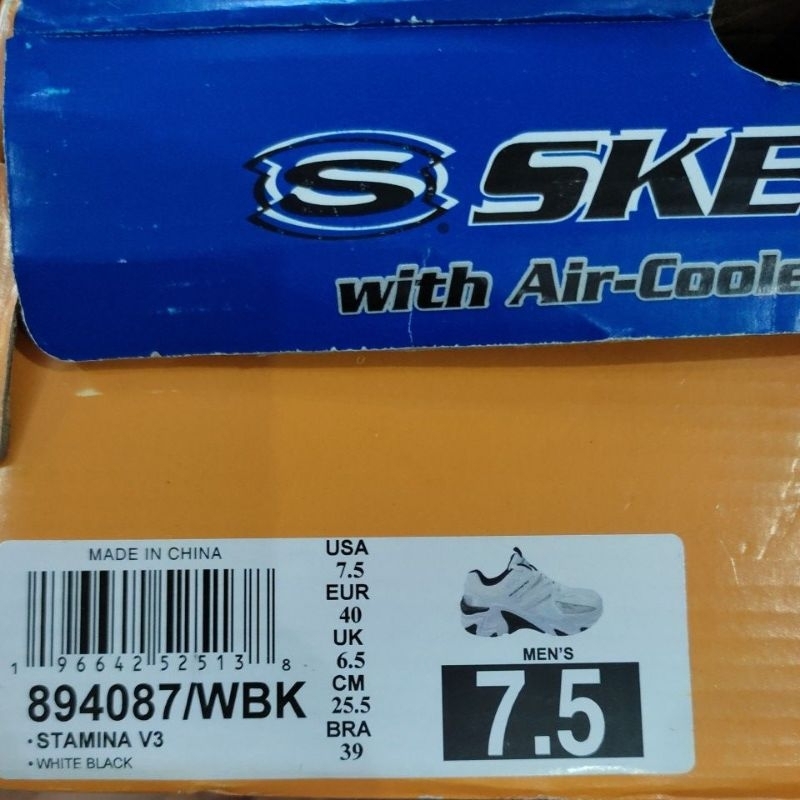 S SKE
with Air-Coole
MADE IN CHINA
1 96642 52513 8
894087/WBK
•STAMINA V3
•WHITE BLACK
USA
7.5
EUR
40
UK
6.5
CM
25.5
BRA
39
MEN'S
7.5